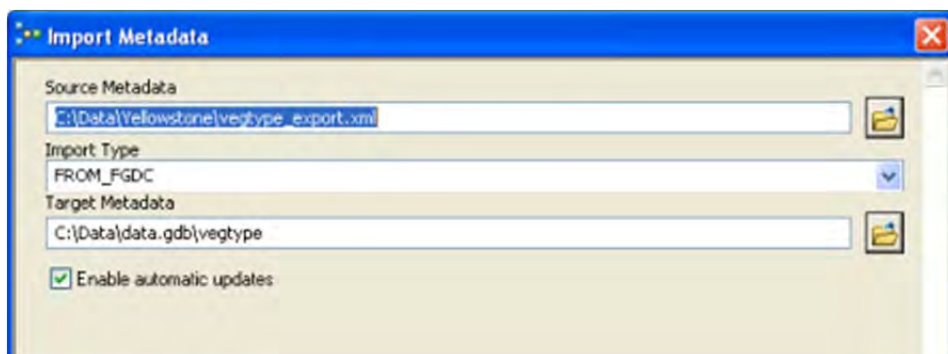 Import Metadata
Source Metadata
C:\Data\Yellowstone\vegtype_export.xml
Import Type
FROM_FGDC
Target Metadata
C:\Data\data.gdb\vegtype
Enable automatic updates